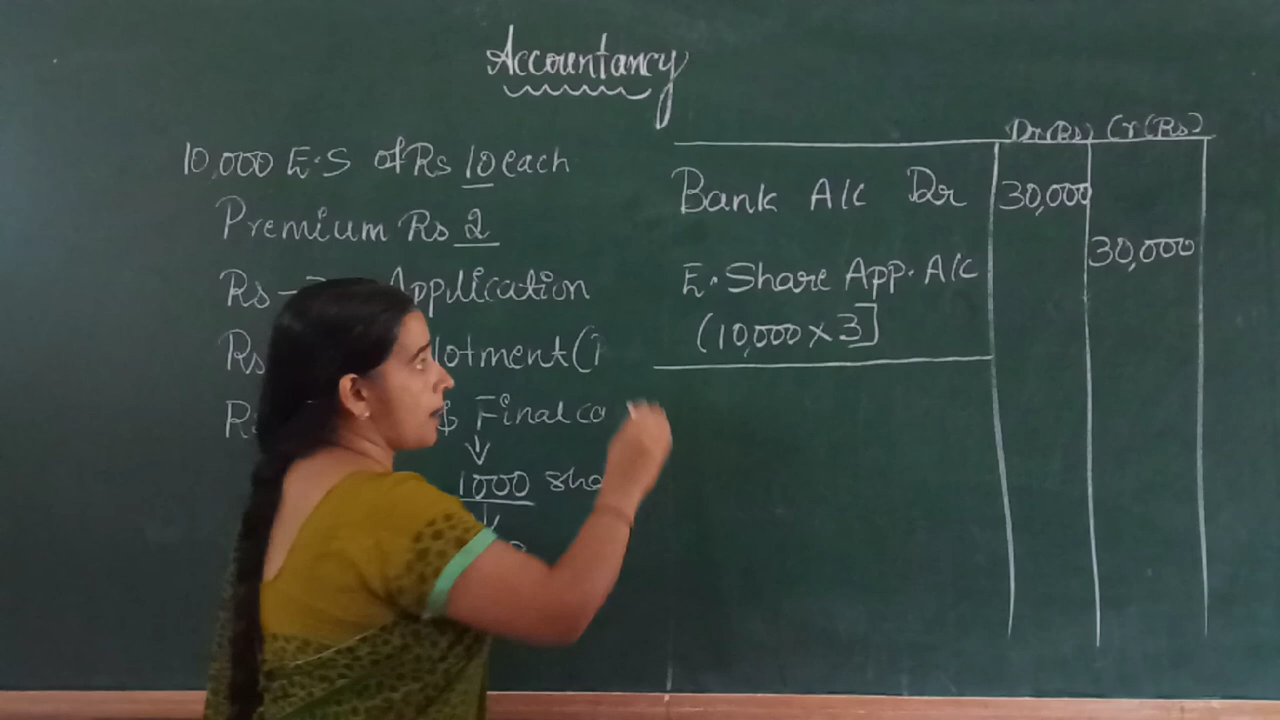 Accountancy
10,000 E.S of Rs 10 each
Premium Rs 2
Rs - Application
Rs
Rs $ Final
1000
Dr(Rs) Cr(Rs)
Bank A/c Dr 30,000
30,000
E. Share App. A/c
(10,000 x 3]